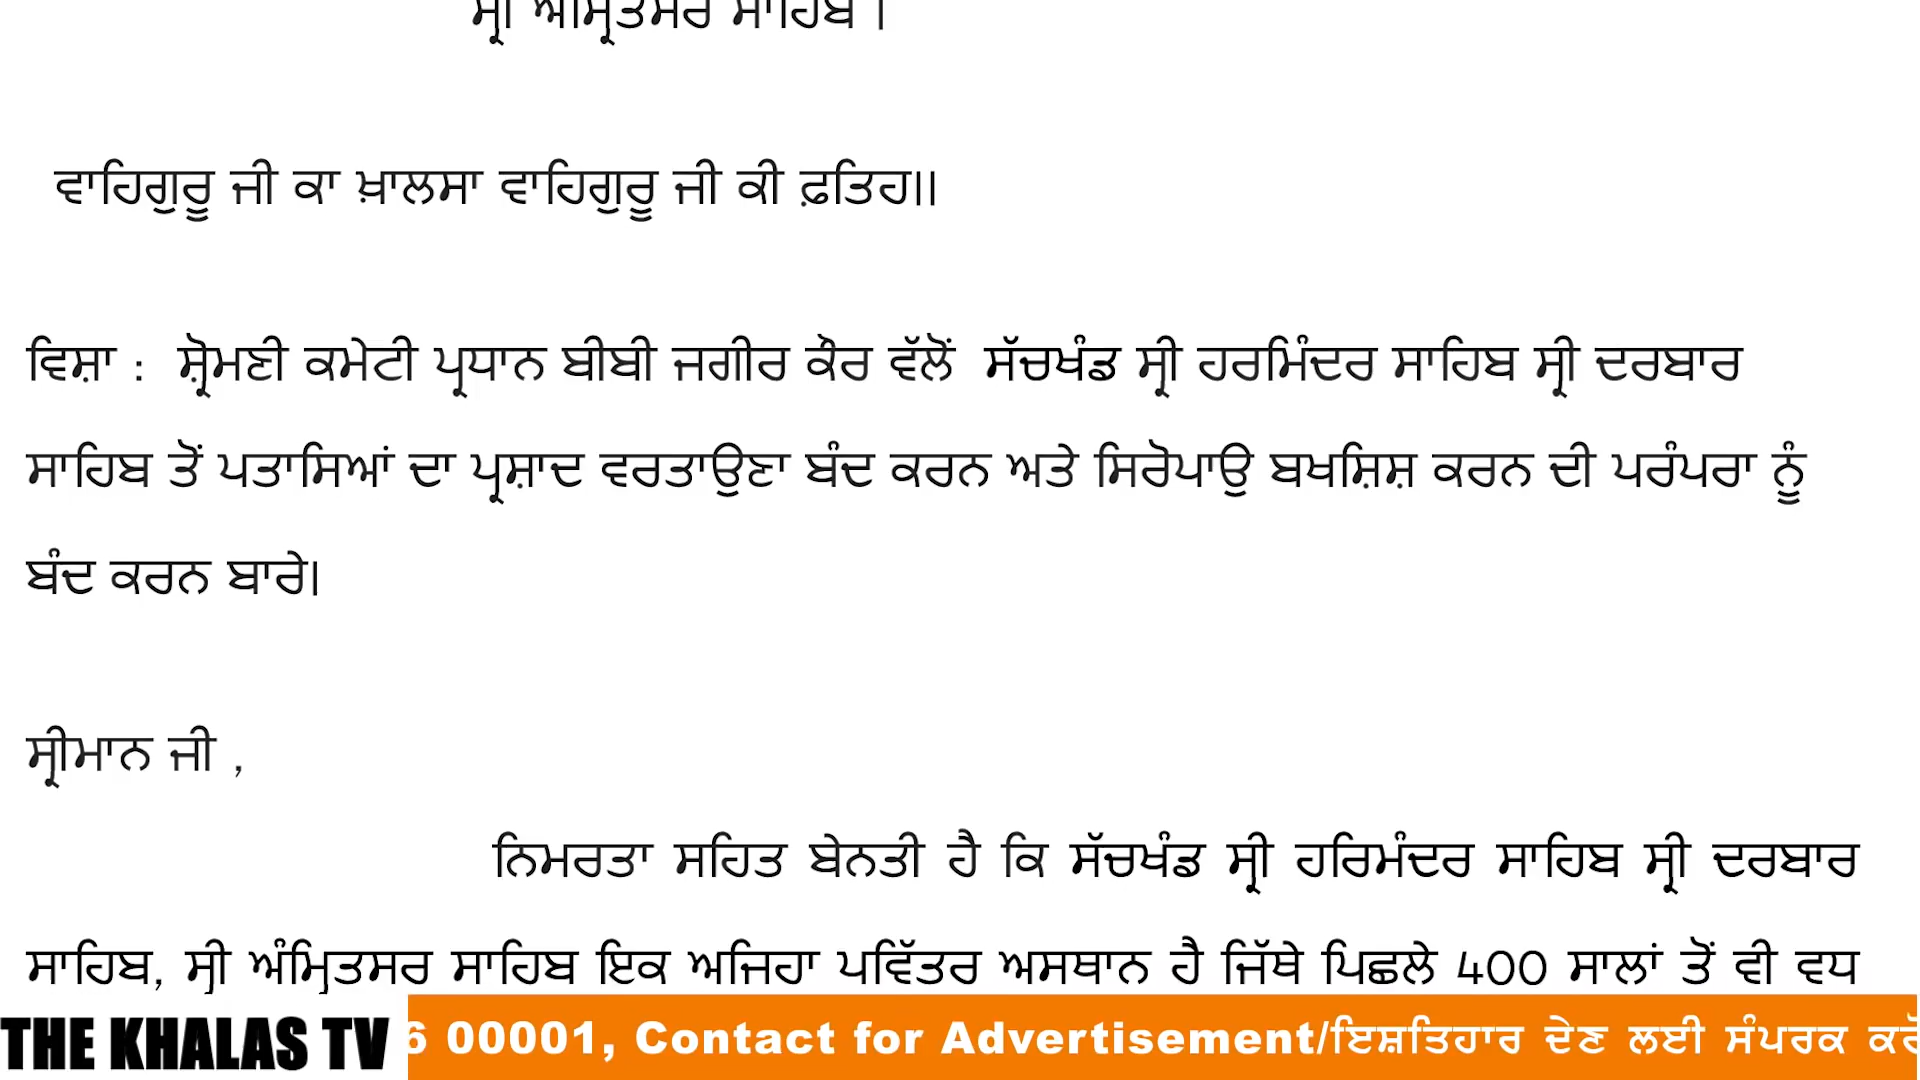 ਸ੍ਰੀ ਅੰਮ੍ਰਿਤਸਰ ਸਾਹਿਬ ।
ਵਾਹਿਗੁਰੂ ਜੀ ਕਾ ਖ਼ਾਲਸਾ ਵਾਹਿਗੁਰੂ ਜੀ ਕੀ ਫ਼ਤਿਹ॥
ਵਿਸ਼ਾ : ਸ਼੍ਰੋਮਣੀ ਕਮੇਟੀ ਪ੍ਰਧਾਨ ਬੀਬੀ ਜਗੀਰ ਕੌਰ ਵੱਲੋਂ ਸੱਚਖੰਡ ਸ੍ਰੀ ਹਰਮਿੰਦਰ ਸਾਹਿਬ ਸ੍ਰੀ ਦਰਬਾਰ
ਸਾਹਿਬ ਤੋਂ ਪਤਾਸਿਆਂ ਦਾ ਪ੍ਰਸ਼ਾਦ ਵਰਤਾਉਣਾ ਬੰਦ ਕਰਨ ਅਤੇ ਸਿਰੋਪਾਉ ਬਖਸ਼ਿਸ਼ ਕਰਨ ਦੀ ਪਰੰਪਰਾ ਨੂੰ
ਬੰਦ ਕਰਨ ਬਾਰੇ।
ਸ੍ਰੀਮਾਨ ਜੀ ,
ਨਿਮਰਤਾ ਸਹਿਤ ਬੇਨਤੀ ਹੈ ਕਿ ਸੱਚਖੰਡ ਸ੍ਰੀ ਹਰਿਮੰਦਰ ਸਾਹਿਬ ਸ੍ਰੀ ਦਰਬਾਰ
ਸਾਹਿਬ, ਸ੍ਰੀ ਅੰਮ੍ਰਿਤਸਰ ਸਾਹਿਬ ਇਕ ਅਜਿਹਾ ਪਵਿੱਤਰ ਅਸਥਾਨ ਹੈ ਜਿੱਥੇ ਪਿਛਲੇ 400 ਸਾਲਾਂ ਤੋਂ ਵੀ ਵਧ
THE KHALAS TV 6 00001, Contact for Advertisement/ਇਸ਼ਤਿਹਾਰ ਦੇਣ ਲਈ ਸੰਪਰਕ